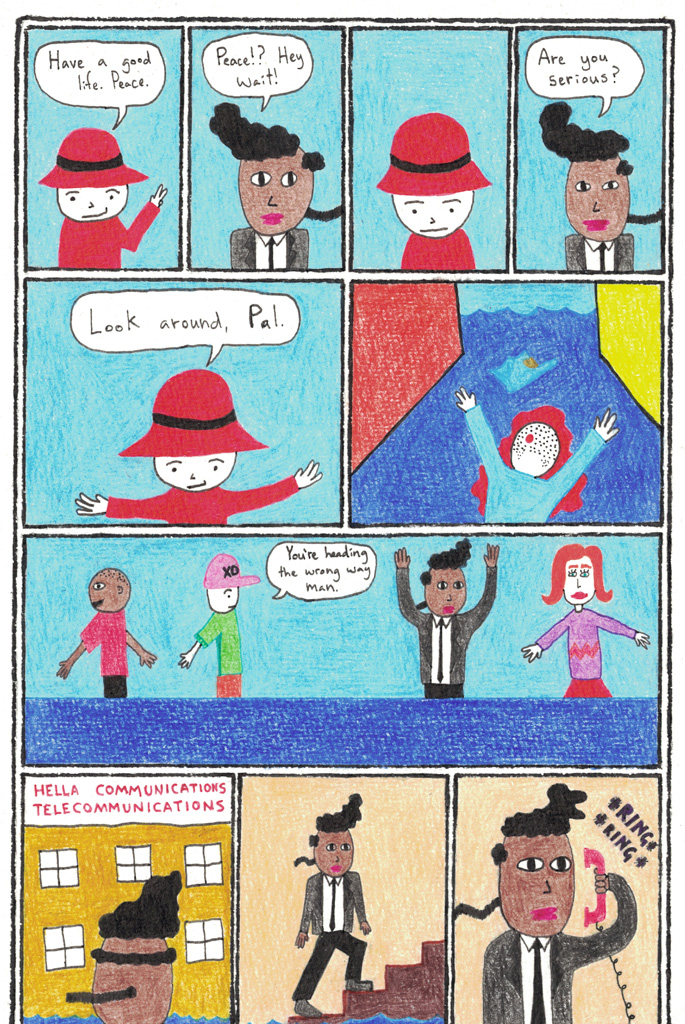 Have a good
life. Peace.
Peace!? Hey
Wait!
Are you
serious?
Look around, Pal.
XO
You're heading
the wrong way
man.
HELLA COMMUNICATIONS
TELECOMMUNICATIONS
*RING*
*RING*